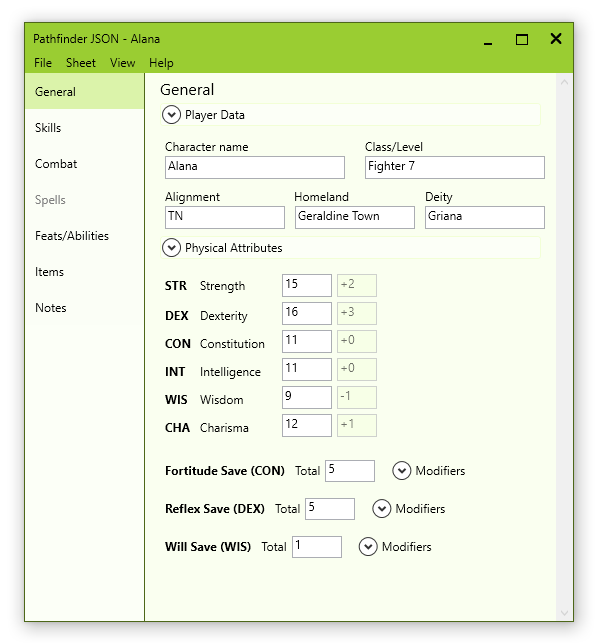 Pathfinder JSON - Alana
File Sheet View Help
General
Skills
Combat
Spells
Feats/Abilities
Items
Notes
General
Player Data
Character name Class/Level
Alana Fighter 7
Alignment Homeland Deity
TN Geraldine Town Griana
Physical Attributes
STR Strength 15 +2
DEX Dexterity 16 +3
CON Constitution 11 +0
INT Intelligence 11 +0
WIS Wisdom 9 -1
CHA Charisma 12 +1
Fortitude Save (CON) Total 5 Modifiers
Reflex Save (DEX) Total 5 Modifiers
Will Save (WIS) Total 1 Modifiers